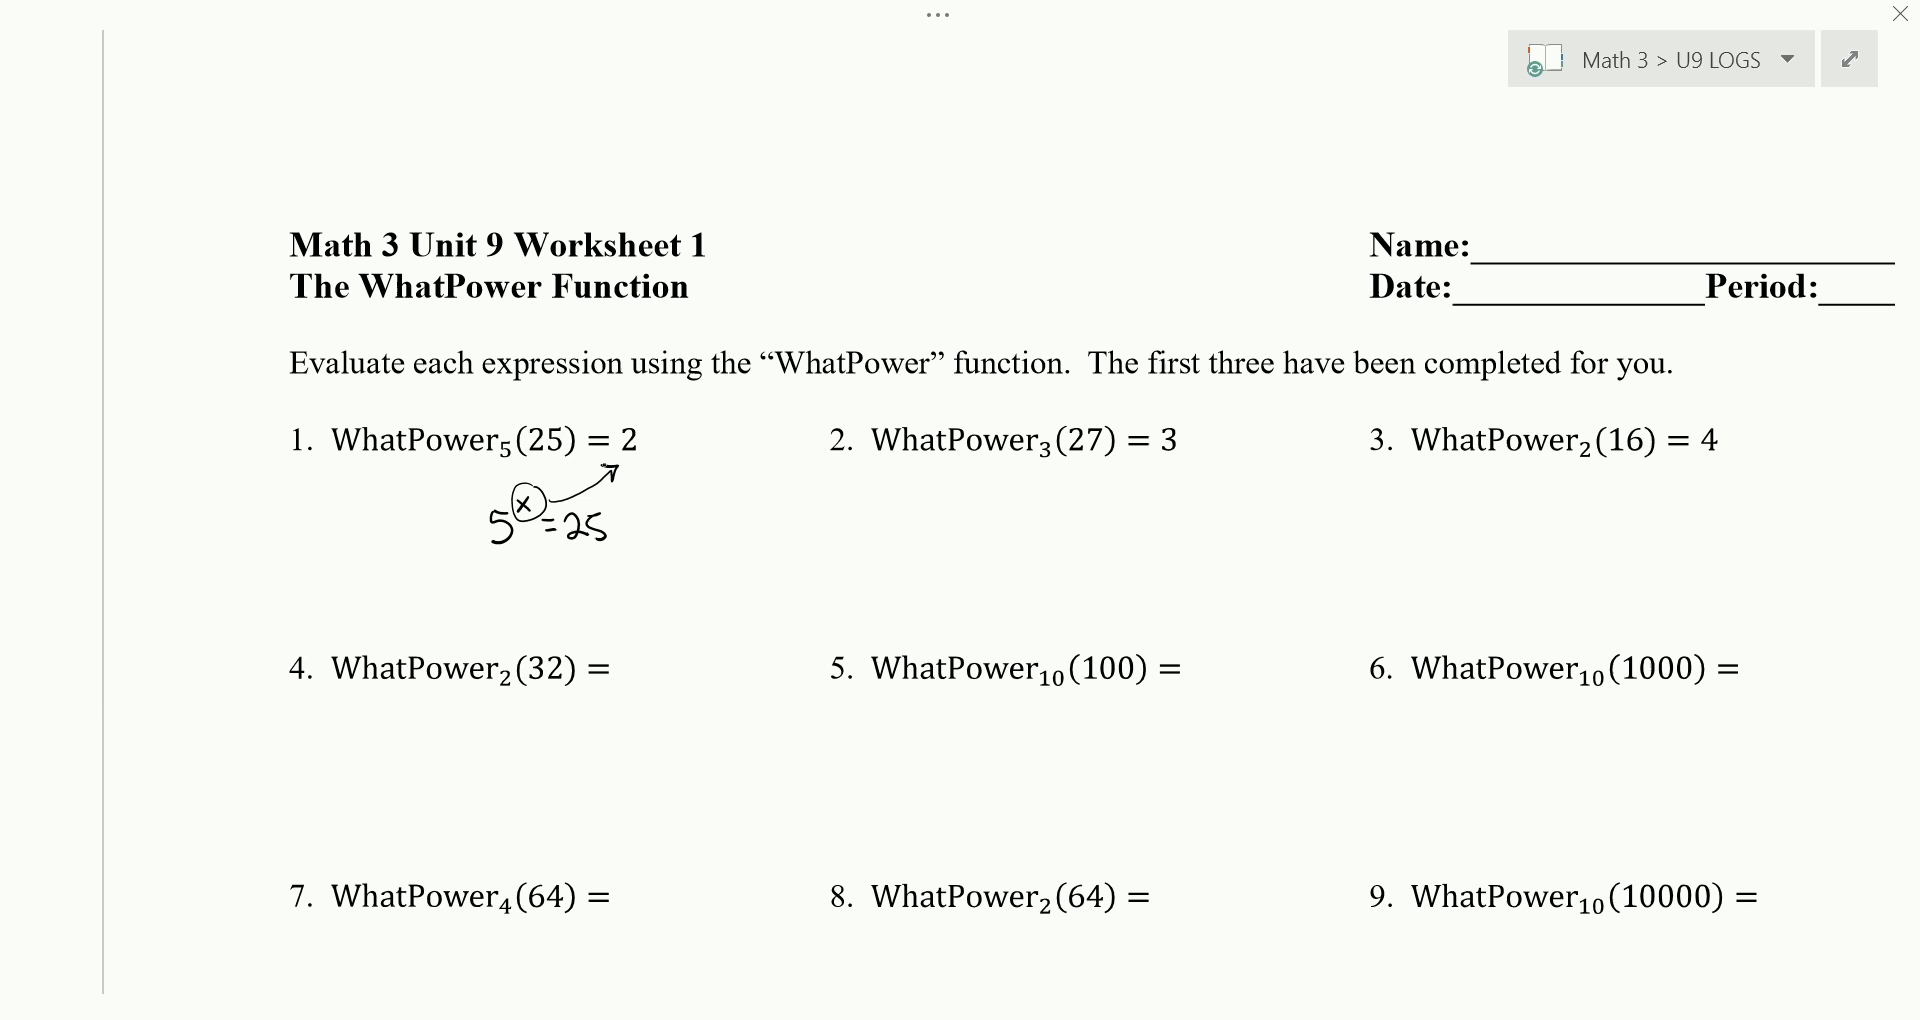 Math 3 > U9 LOGS
Math 3 Unit 9 Worksheet 1 Name:
The WhatPower Function Date: Period:
Evaluate each expression using the “WhatPower” function. The first three have been completed for you.
1. WhatPower₅(25) = 2 2. WhatPower₃(27) = 3 3. WhatPower₂(16) = 4
5ˣ=25
4. WhatPower₂(32) = 5. WhatPower₁₀(100) = 6. WhatPower₁₀(1000) =
7. WhatPower₄(64) = 8. WhatPower₂(64) = 9. WhatPower₁₀(10000) =